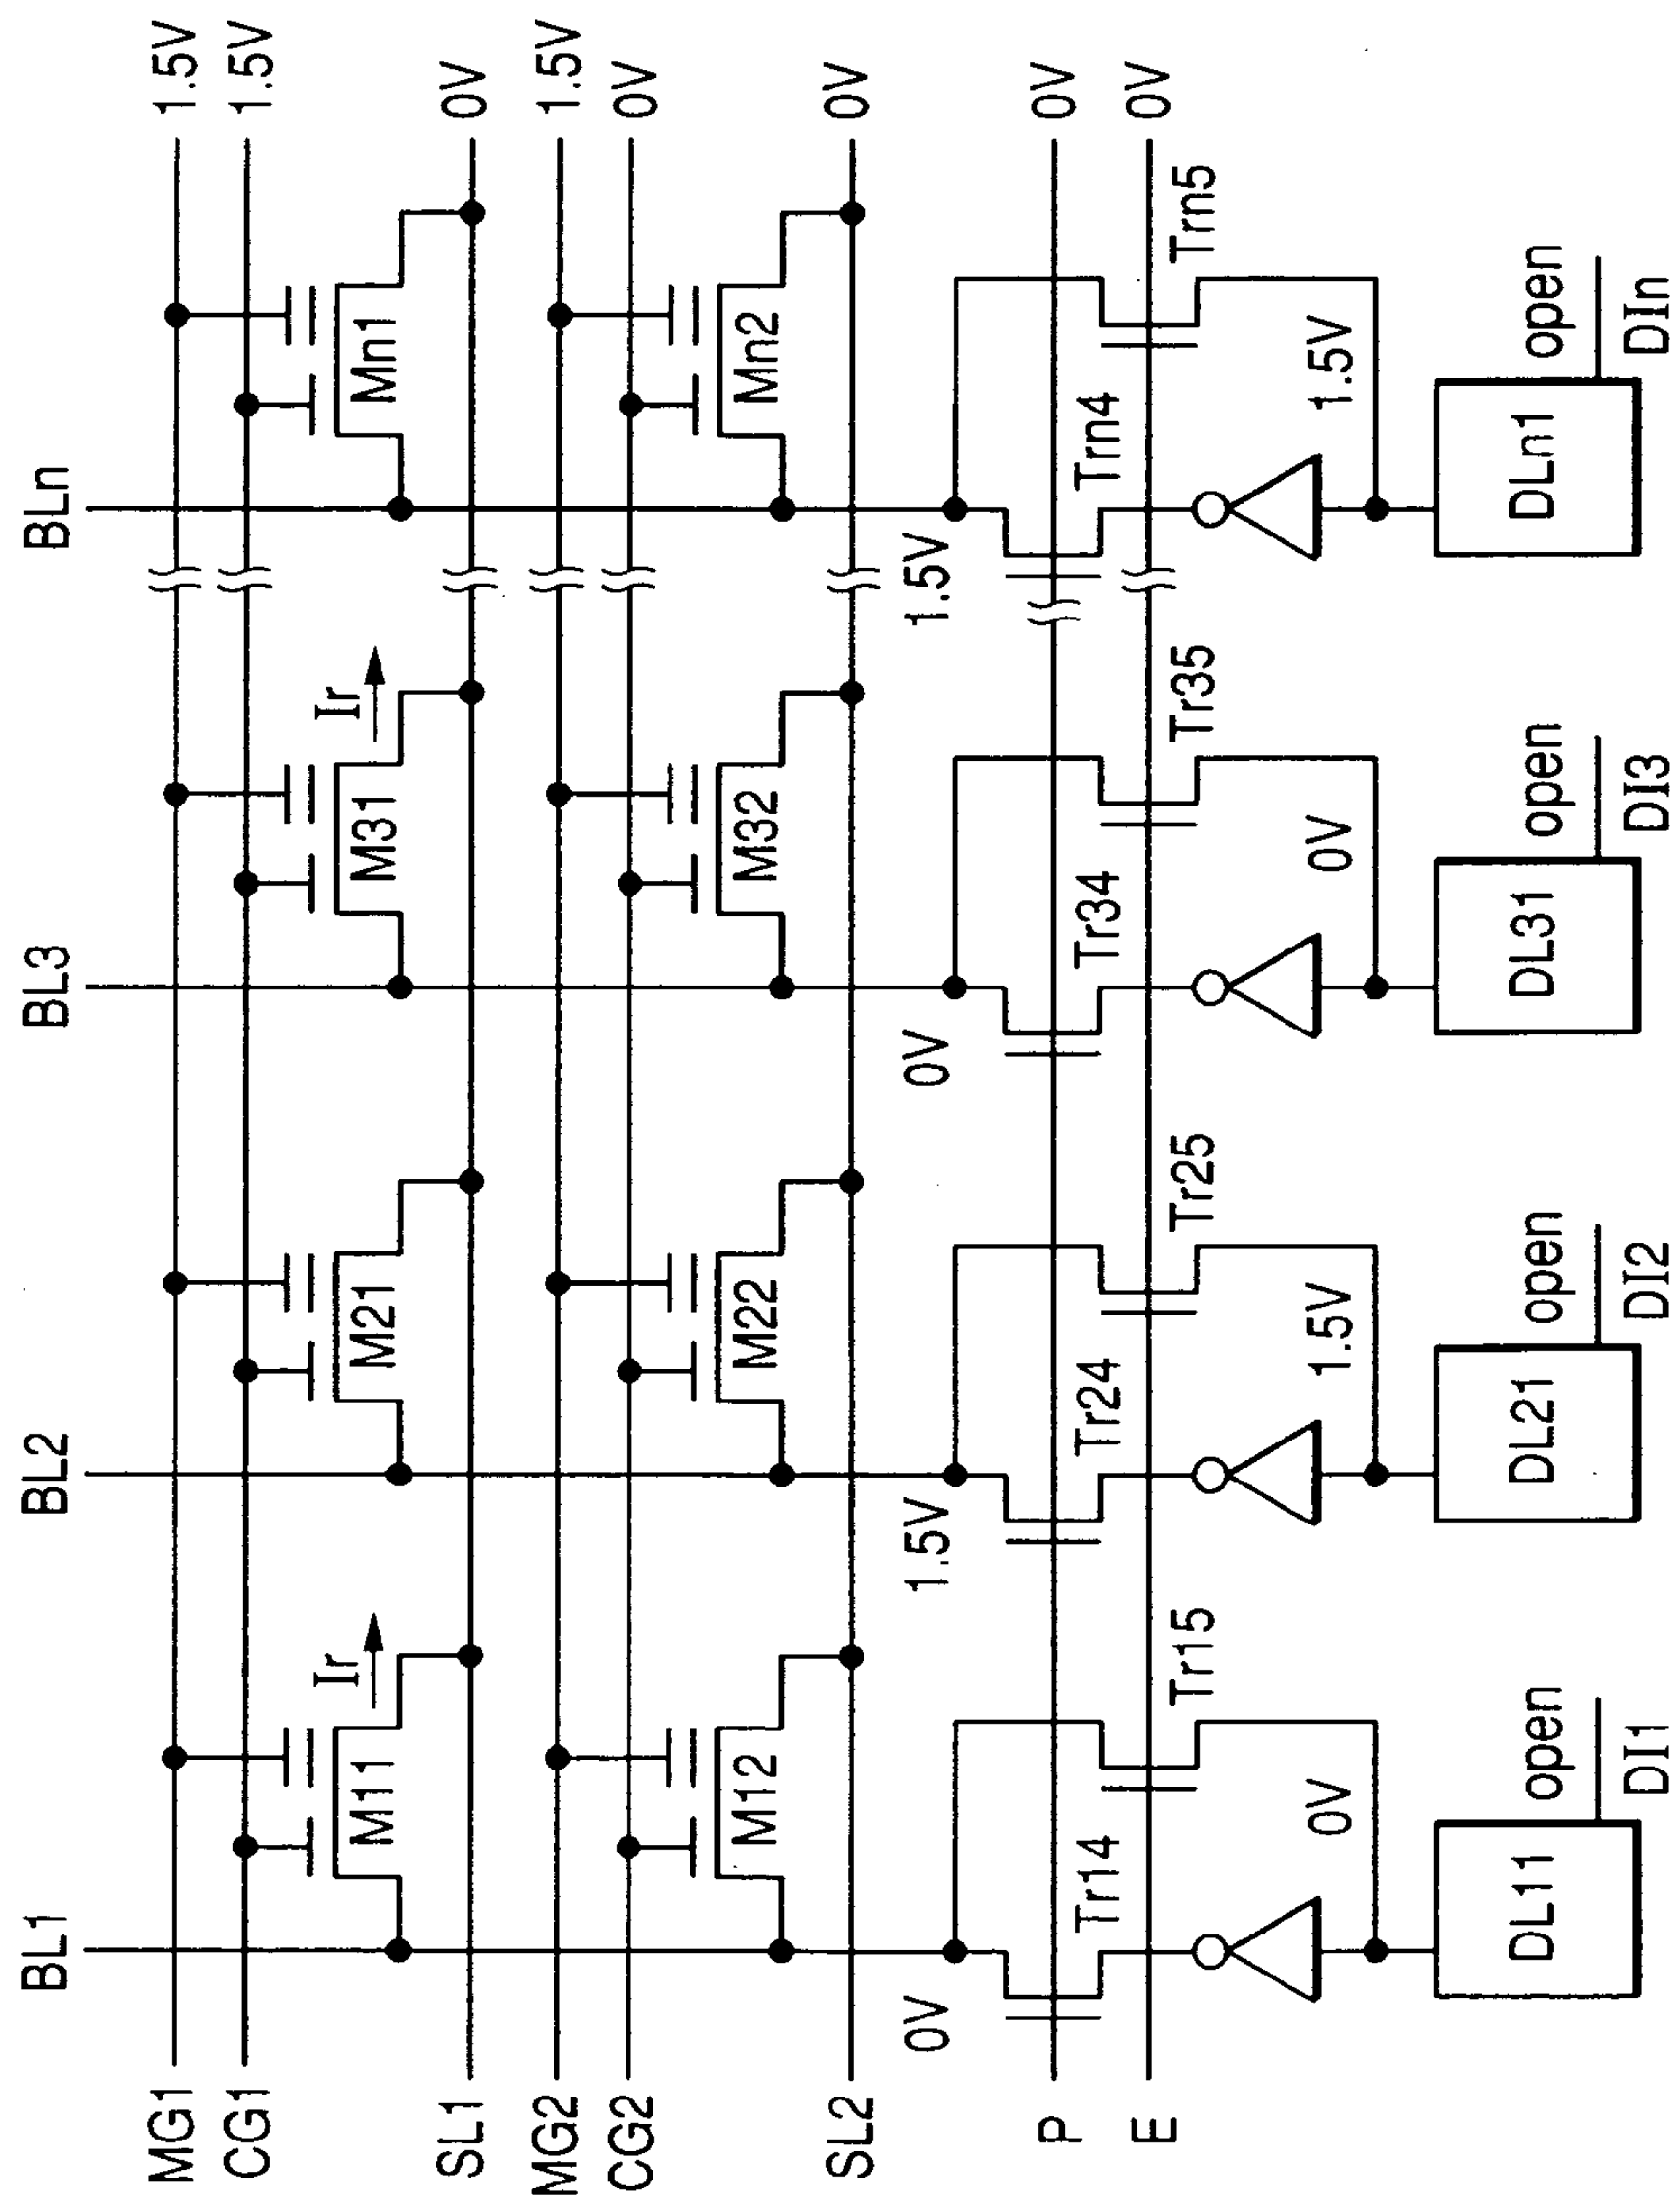 BL1 BL2 BL3 BLn
MG1 1.5V
CG1 1.5V
Ir Ir
M11 M21 M31 Mn1
SL1 0V
MG2 1.5V
CG2 0V
M12 M22 M32 Mn2
SL2 0V
0V 1.5V 0V 1.5V
P 0V
Tr14 Tr24 Tr34 Trn4
E 0V
Tr15 Tr25 Tr35 Trn5
0V 1.5V 0V 1.5V
DL11 open DL21 open DL31 open DLn1 open
DI1 DI2 DI3 DIn